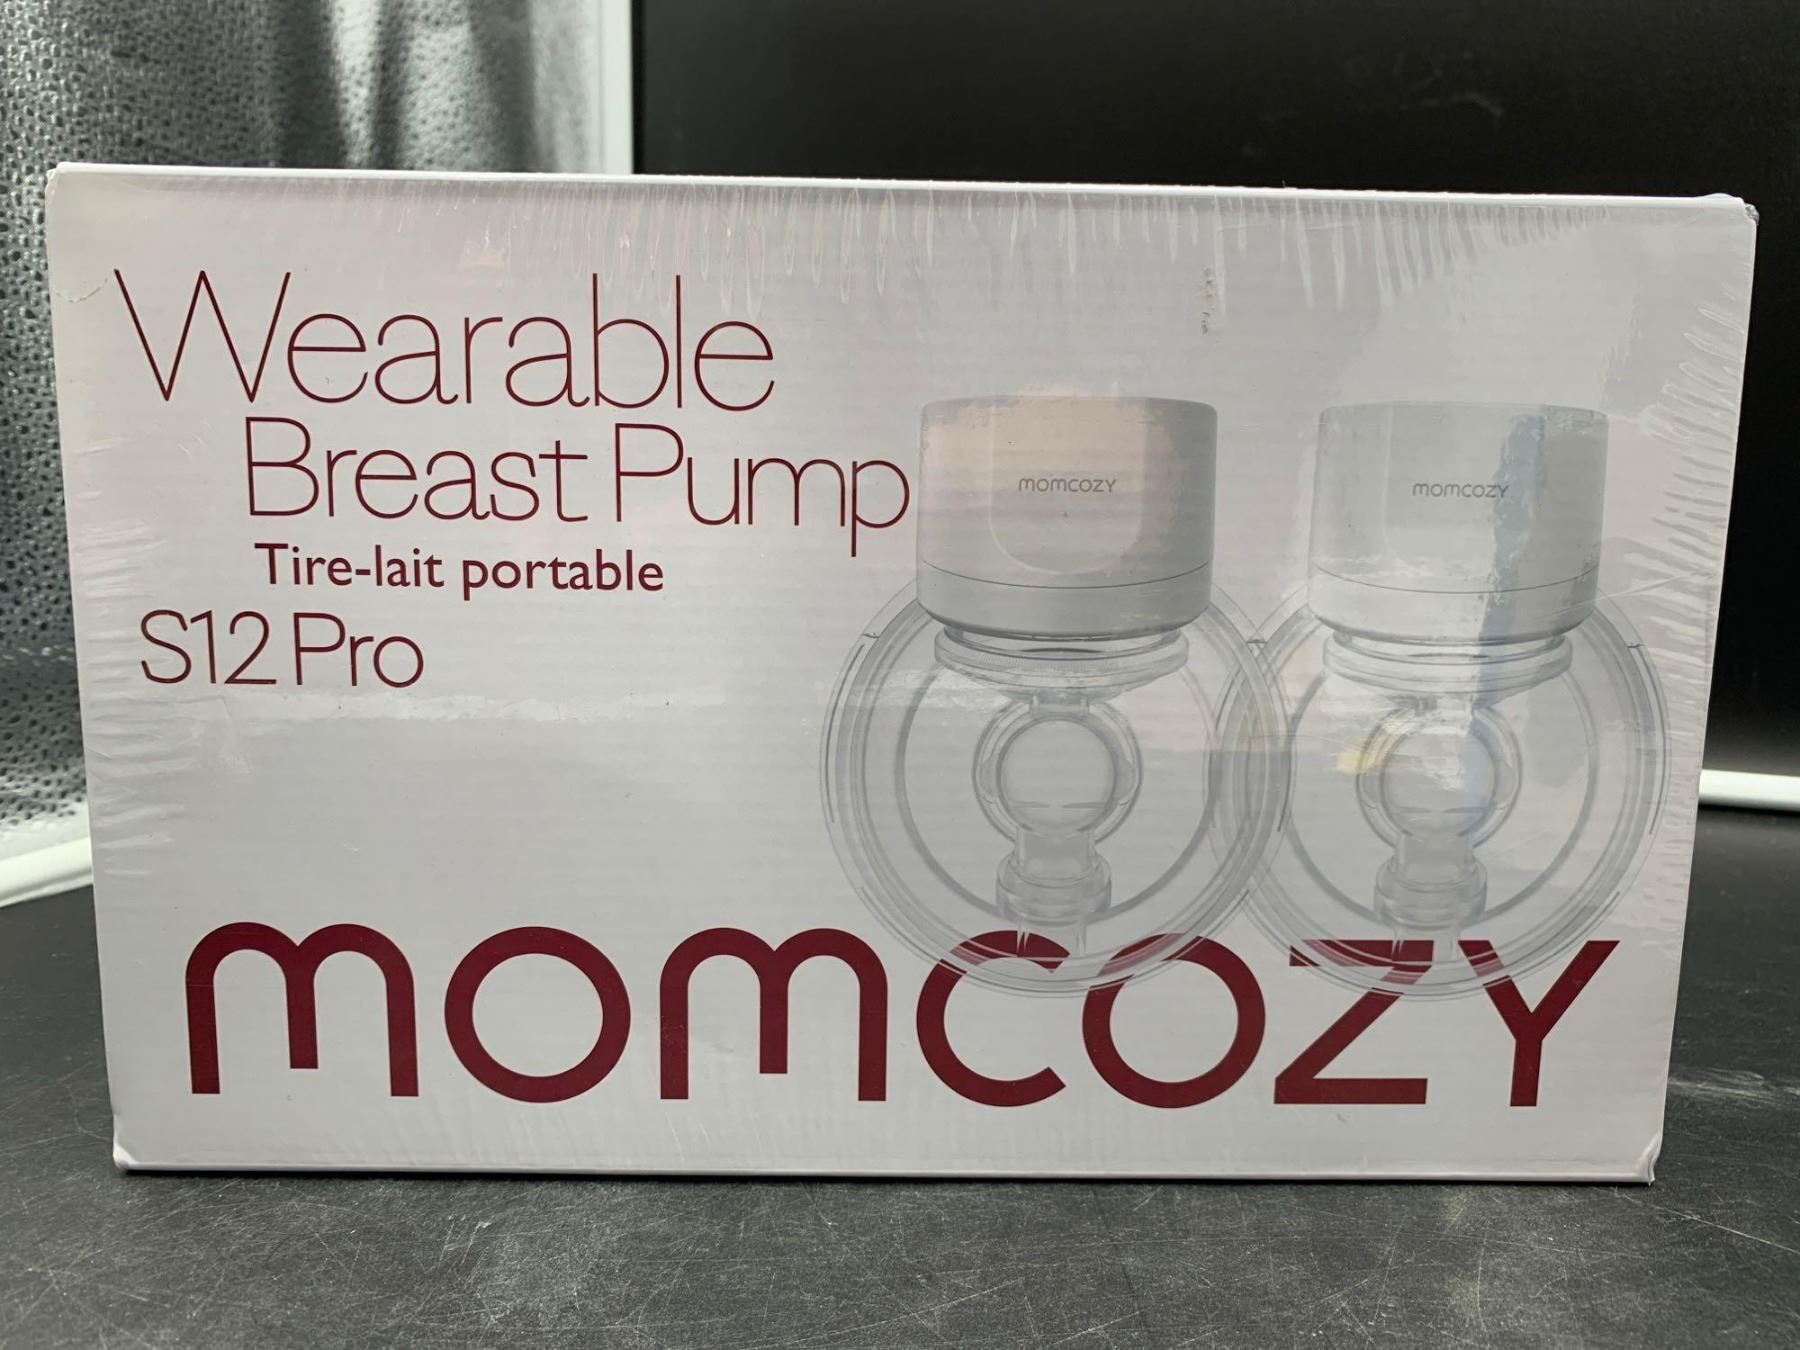 Wearable
Breast Pump
Tire-lait portable
S12 Pro
momcozy
momcozy
momcozy